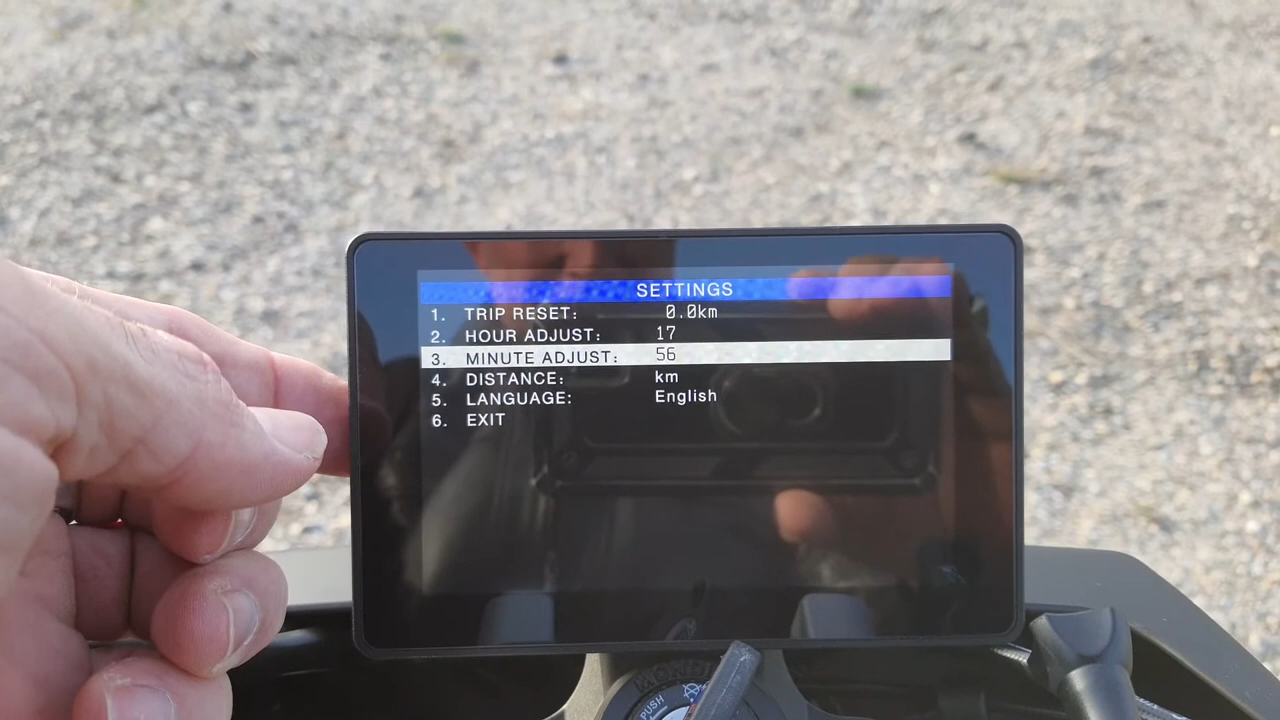 SETTINGS
1. TRIP RESET: 0.0km
2. HOUR ADJUST: 17
3. MINUTE ADJUST: 56
4. DISTANCE: km
5. LANGUAGE: English
6. EXIT
PUSH